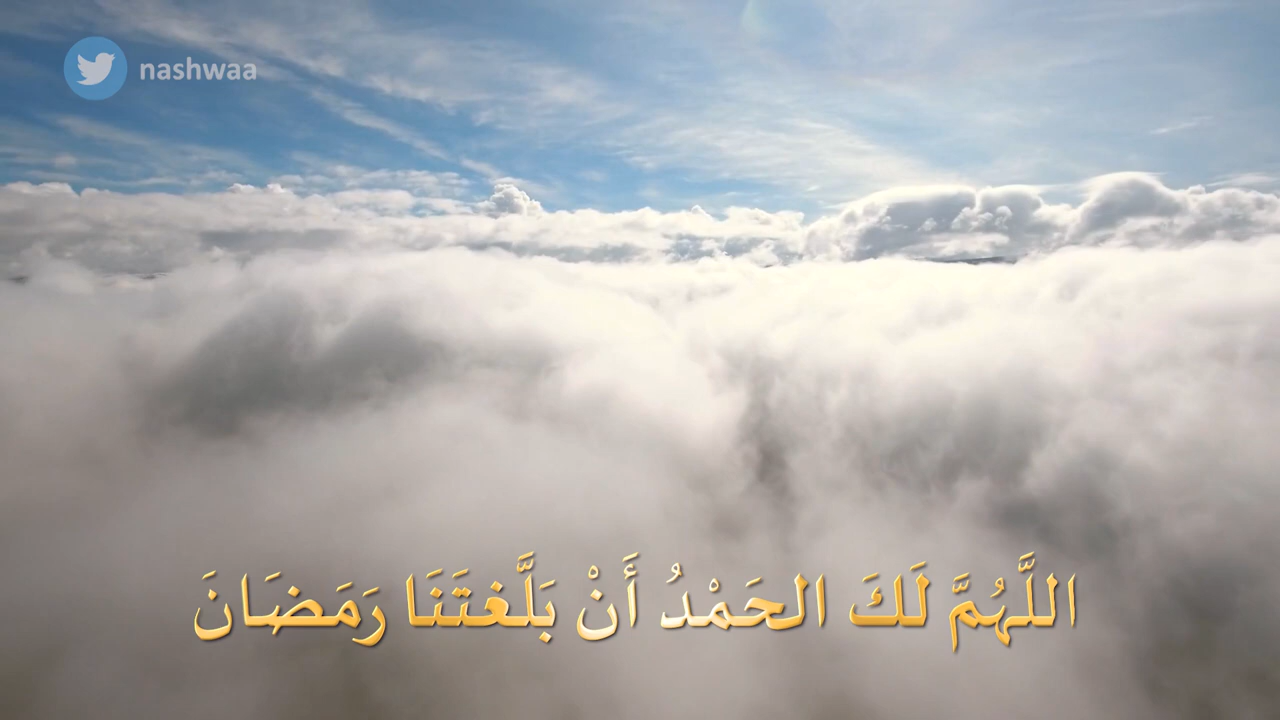 nashwaa
اللَّهُمَّ لَكَ الحَمْدُ أَنْ بَلَّغتَنَا رَمَضَانَ